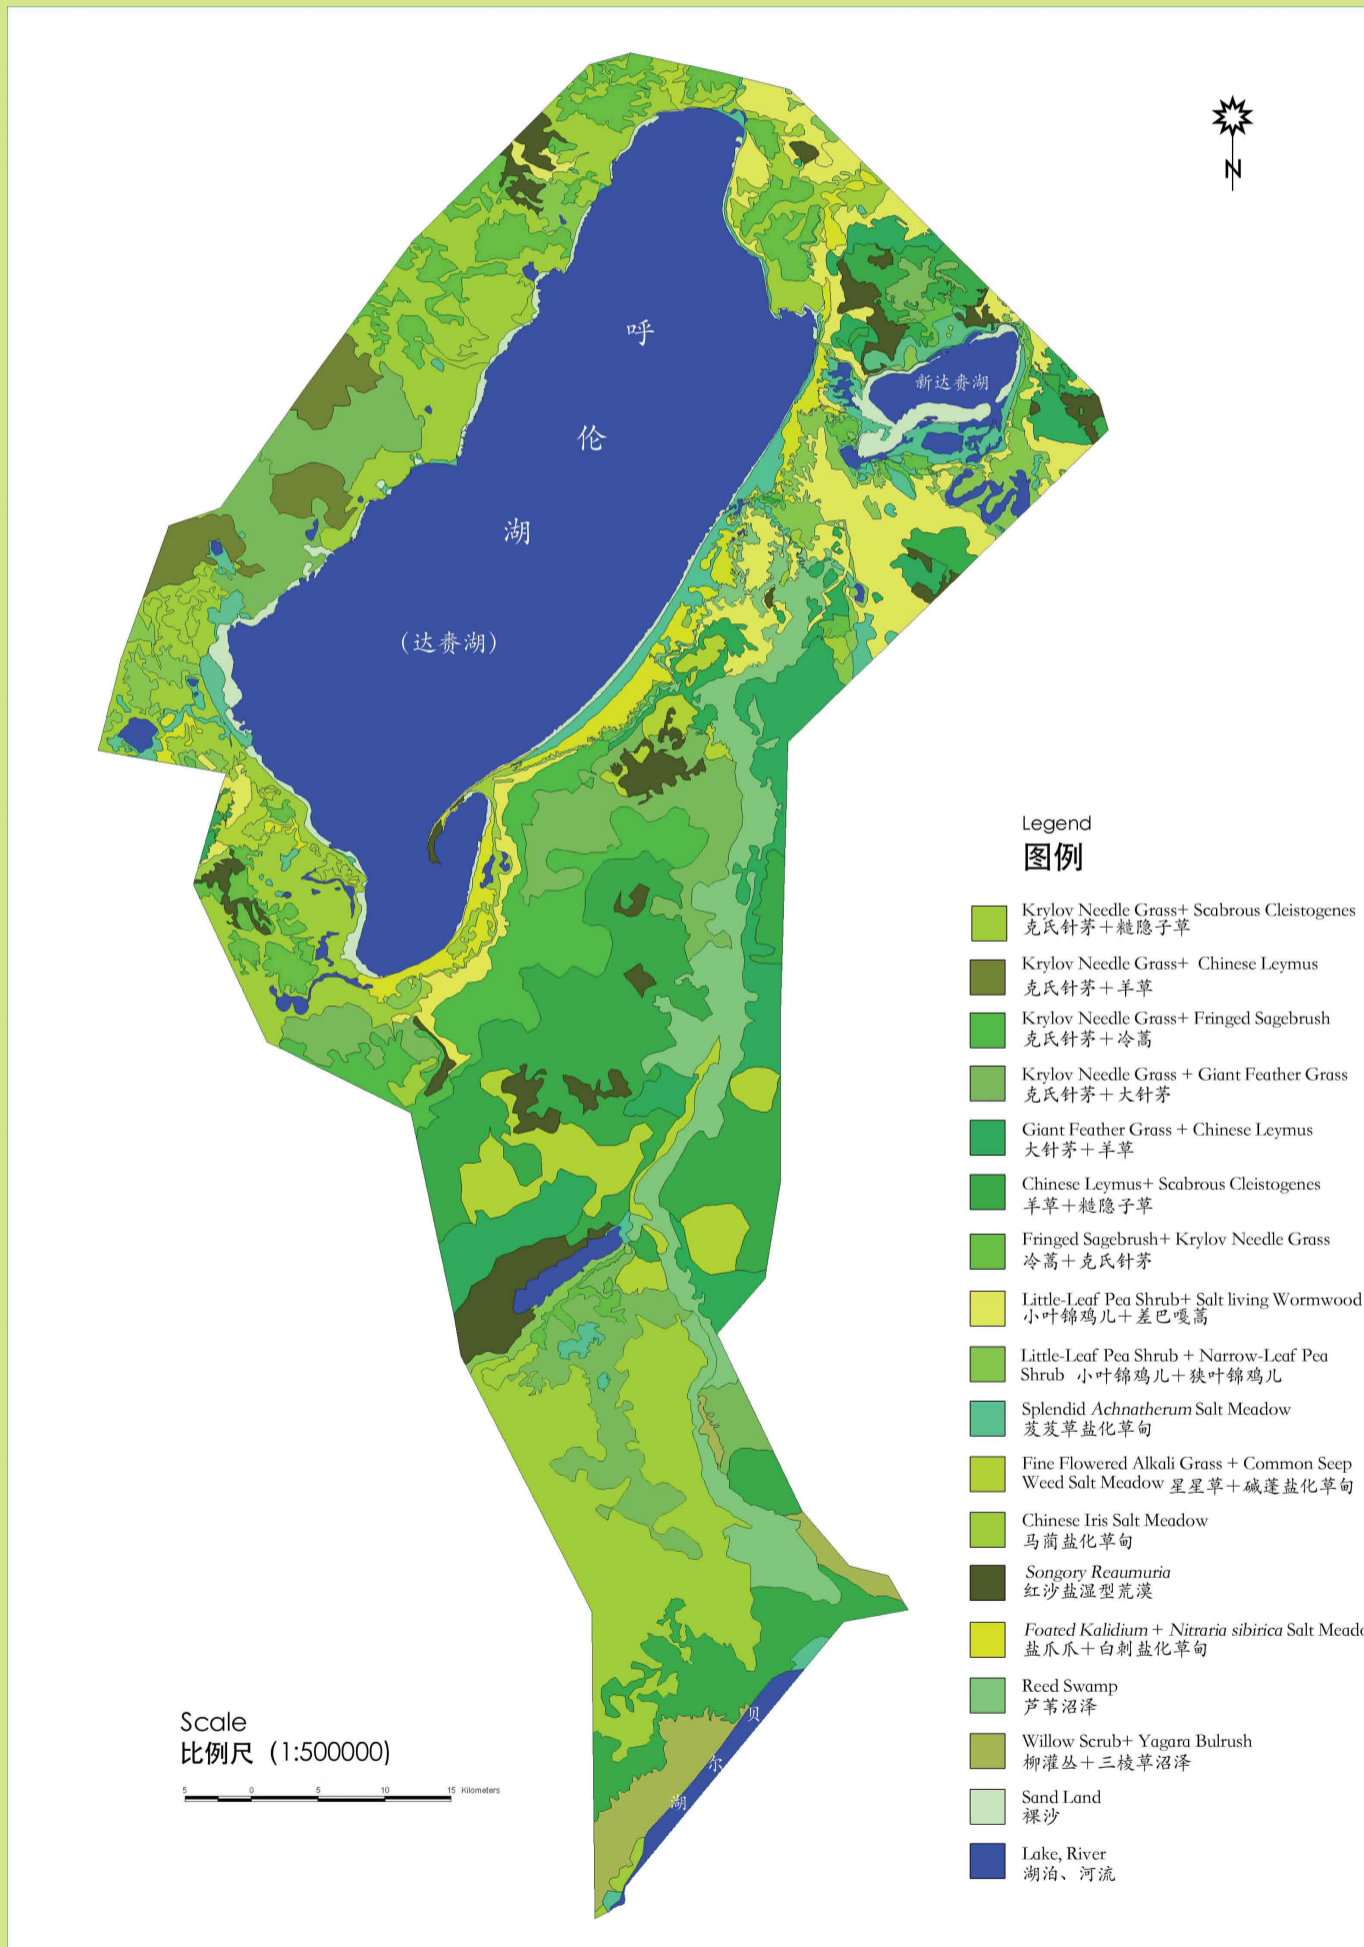 N
呼
伦
湖
(达赉湖)
新达赉湖
贝
尔
湖
Legend
图例
Krylov Needle Grass+ Scabrous Cleistogenes
克氏针茅＋糙隐子草
Krylov Needle Grass+ Chinese Leymus
克氏针茅＋羊草
Krylov Needle Grass+ Fringed Sagebrush
克氏针茅＋冷蒿
Krylov Needle Grass + Giant Feather Grass
克氏针茅＋大针茅
Giant Feather Grass + Chinese Leymus
大针茅＋羊草
Chinese Leymus+ Scabrous Cleistogenes
羊草＋糙隐子草
Fringed Sagebrush+ Krylov Needle Grass
冷蒿＋克氏针茅
Little-Leaf Pea Shrub+ Salt living Wormwood
小叶锦鸡儿＋差巴嘎蒿
Little-Leaf Pea Shrub + Narrow-Leaf Pea
Shrub 小叶锦鸡儿＋狭叶锦鸡儿
Splendid Achnatherum Salt Meadow
芨芨草盐化草甸
Fine Flowered Alkali Grass + Common Seep
Weed Salt Meadow 星星草＋碱蓬盐化草甸
Chinese Iris Salt Meadow
马蔺盐化草甸
Songory Reaumuria
红沙盐湿型荒漠
Foated Kalidium + Nitraria sibirica Salt Meado
盐爪爪＋白刺盐化草甸
Reed Swamp
芦苇沼泽
Willow Scrub+ Yagara Bulrush
柳灌丛＋三棱草沼泽
Sand Land
裸沙
Lake, River
湖泊、河流
Scale
比例尺 (1:500000)
5 0 5 10 15 Kilometers